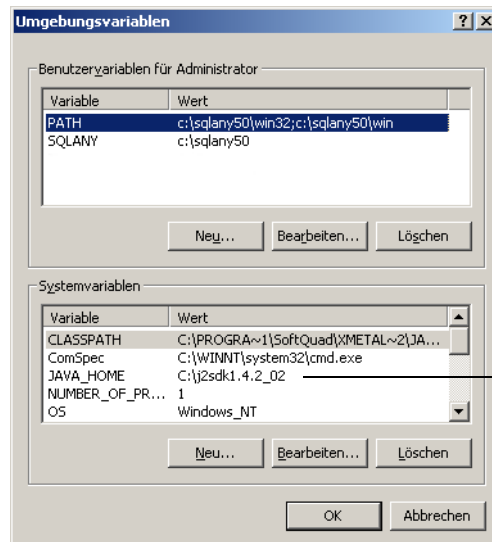 Umgebungsvariablen
Benutzervariablen für Administrator
Variable Wert
PATH c:\sqlany50\win32;c:\sqlany50\win
SQLANY c:\sqlany50
Neu... Bearbeiten... Löschen
Systemvariablen
Variable Wert
CLASSPATH C:\PROGRA~1\SoftQuad\XMETAL~2\JA...
ComSpec C:\WINNT\system32\cmd.exe
JAVA_HOME C:\j2sdk1.4.2_02
NUMBER_OF_PR... 1
OS Windows_NT
Neu... Bearbeiten... Löschen
OK Abbrechen